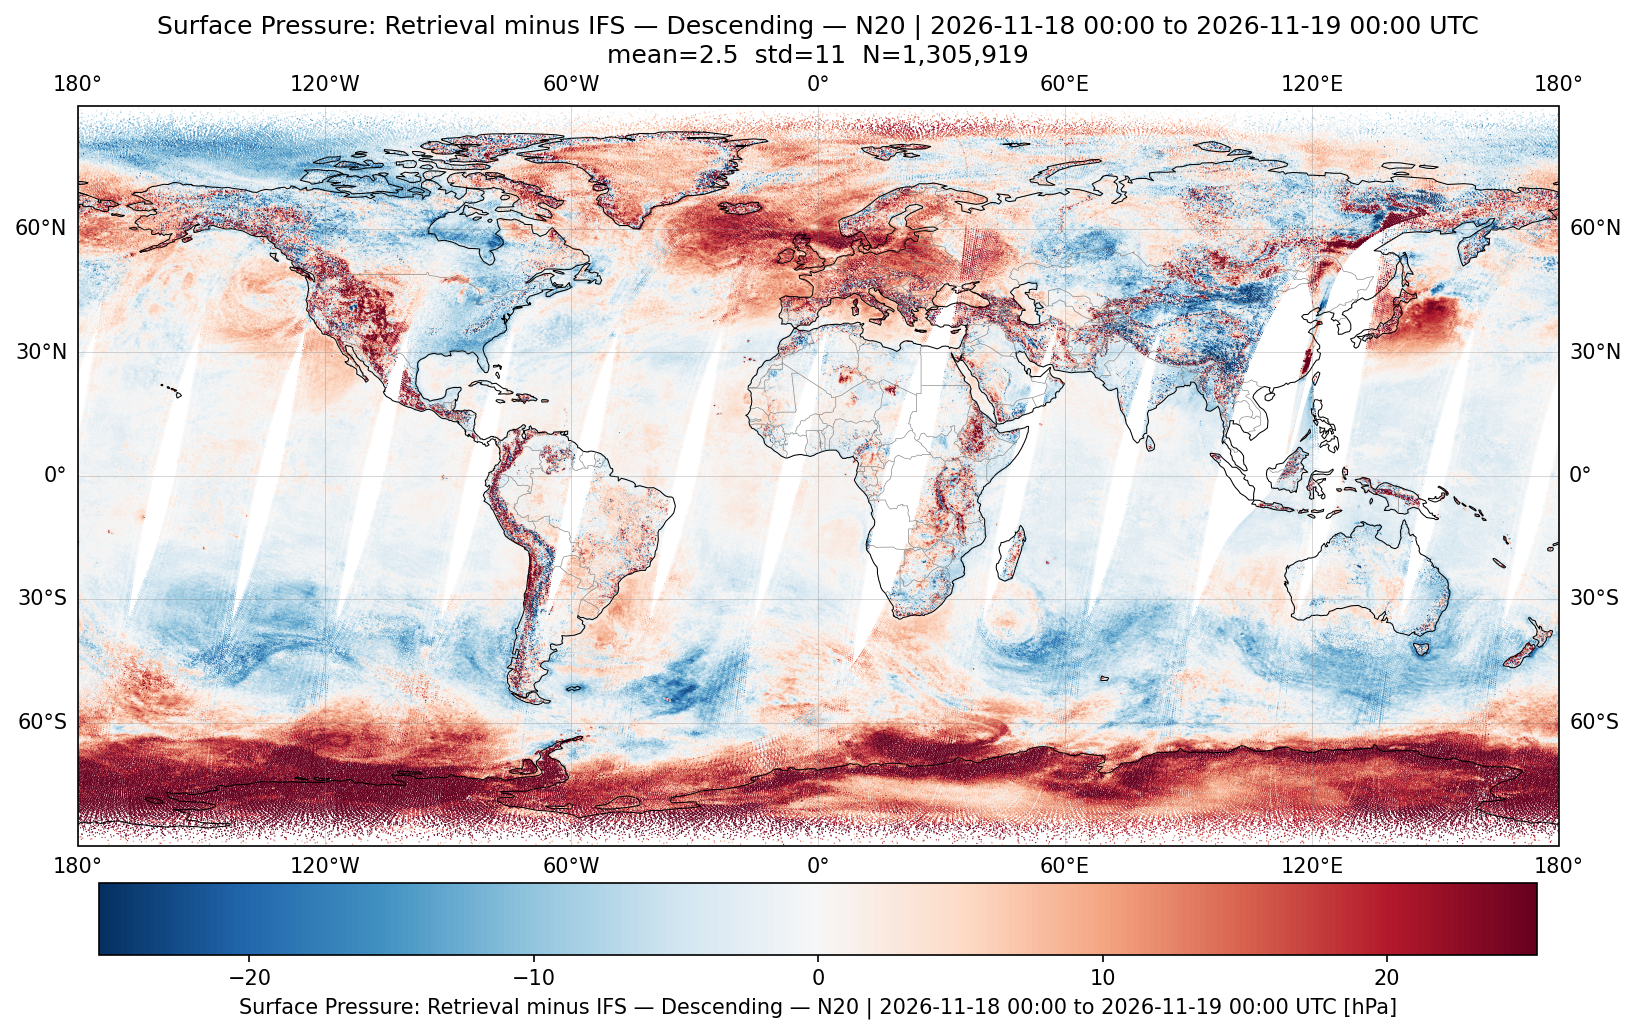 Surface Pressure: Retrieval minus IFS — Descending — N20 | 2026-11-18 00:00 to 2026-11-19 00:00 UTC
mean=2.5 std=11 N=1,305,919
180° 120°W 60°W 0° 60°E 120°E 180°
60°N 60°N
30°N 30°N
0° 0°
30°S 30°S
60°S 60°S
180° 120°W 60°W 0° 60°E 120°E 180°
−20 −10 0 10 20
Surface Pressure: Retrieval minus IFS — Descending — N20 | 2026-11-18 00:00 to 2026-11-19 00:00 UTC [hPa]